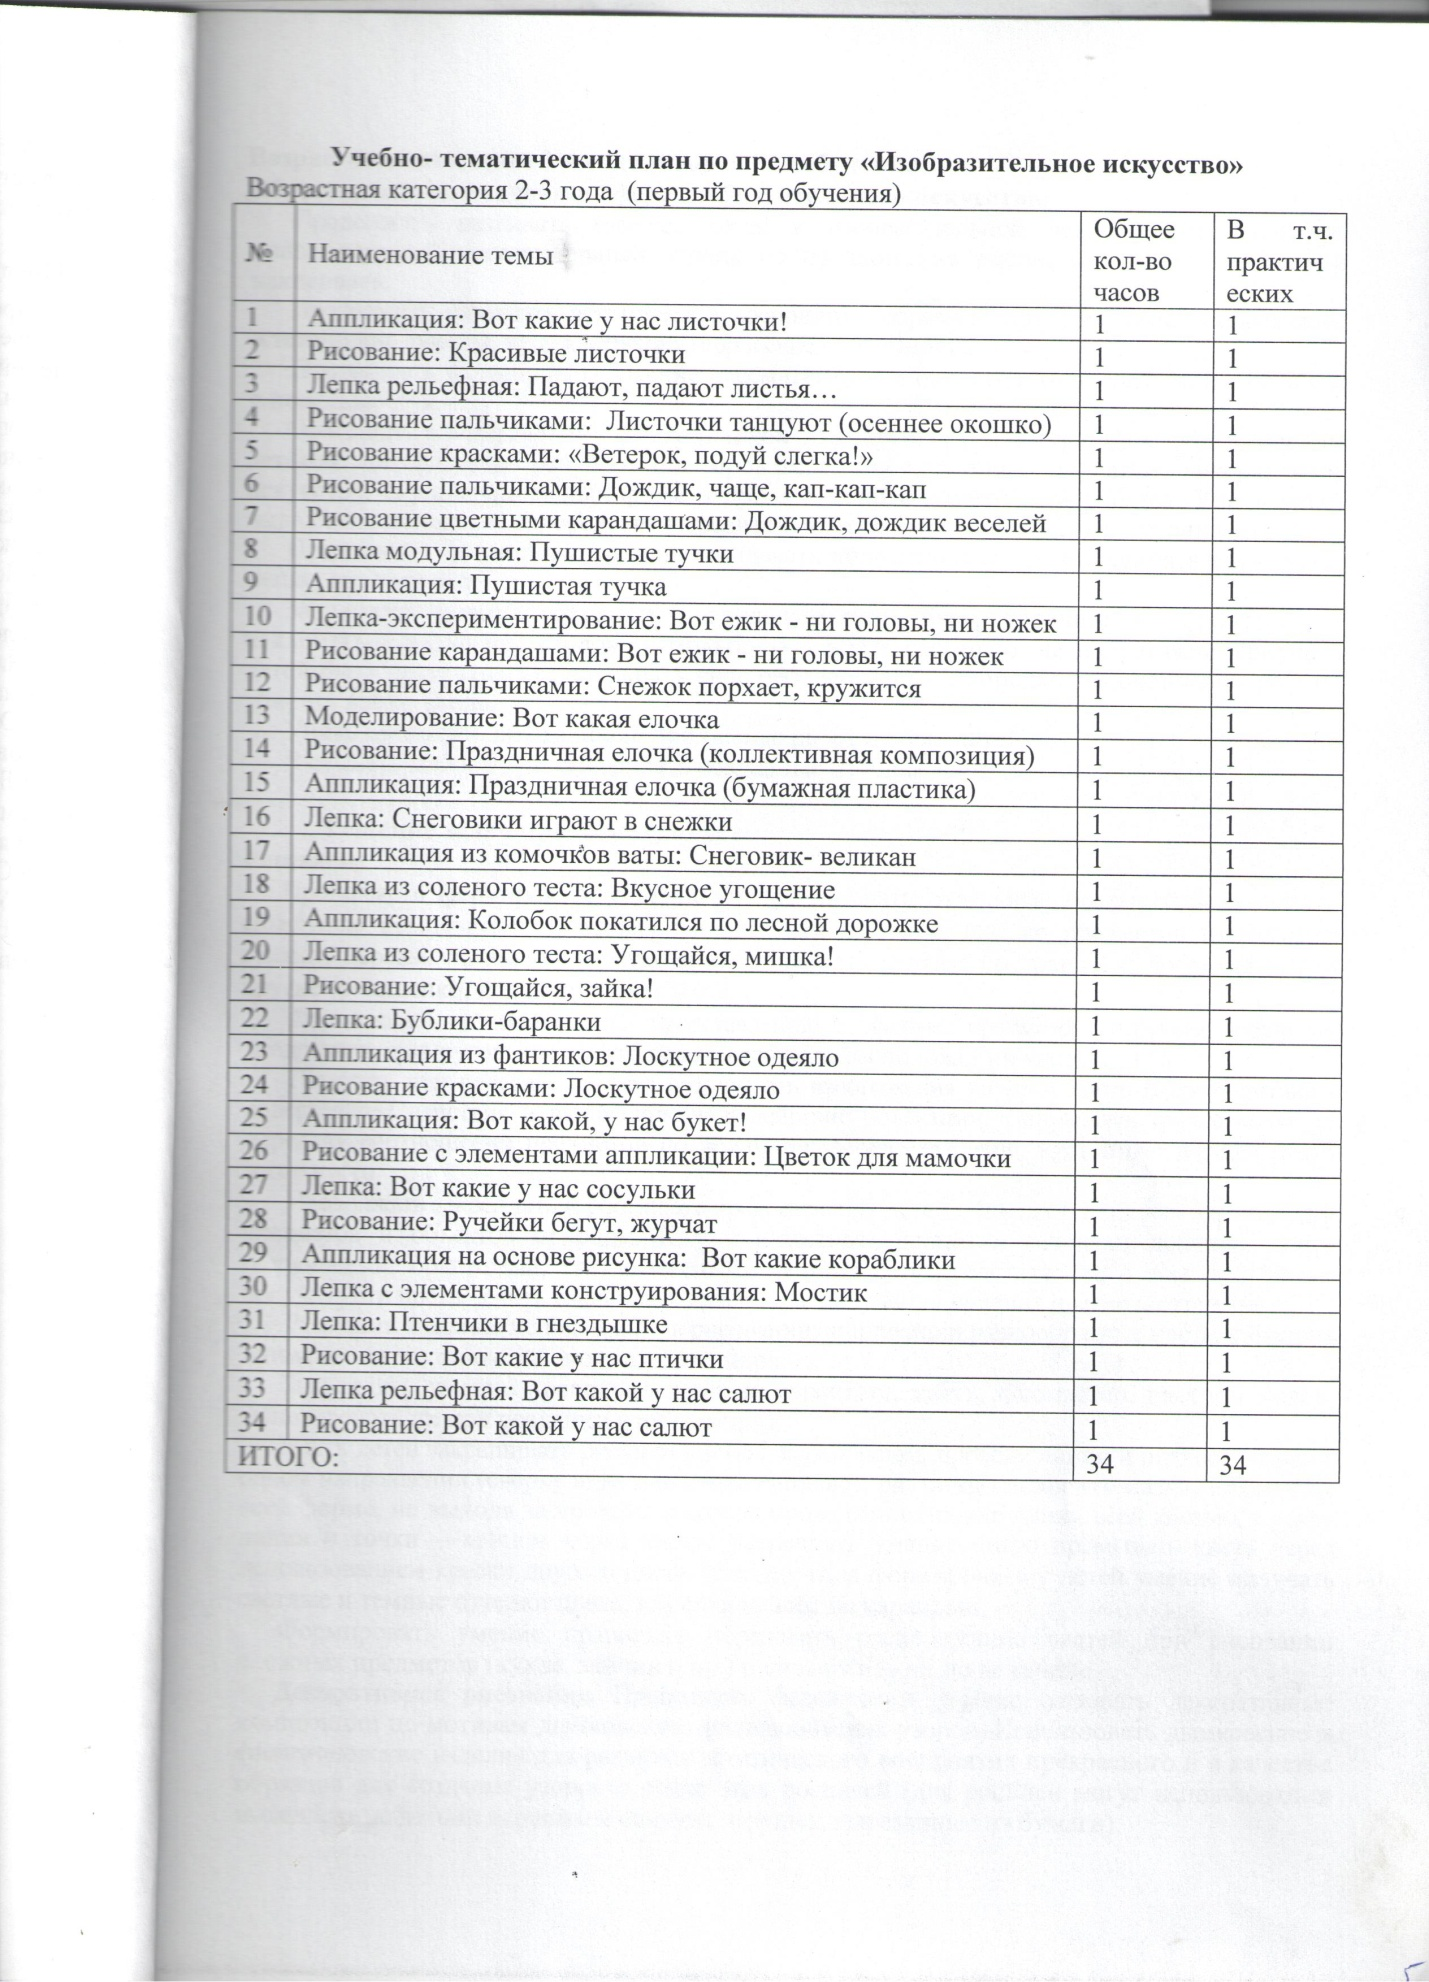 Учебно- тематический план по предмету «Изобразительное искусство»
Возрастная категория 2-3 года  (первый год обучения)
№ Наименование темы Общее кол-во часов В т.ч. практич еских
1 Аппликация: Вот какие у нас листочки! 1 1
2 Рисование: Красивые листочки 1 1
3 Лепка рельефная: Падают, падают листья… 1 1
4 Рисование пальчиками:  Листочки танцуют (осеннее окошко) 1 1
5 Рисование красками: «Ветерок, подуй слегка!» 1 1
6 Рисование пальчиками: Дождик, чаще, кап-кап-кап 1 1
7 Рисование цветными карандашами: Дождик, дождик веселей 1 1
8 Лепка модульная: Пушистые тучки 1 1
9 Аппликация: Пушистая тучка 1 1
10 Лепка-экспериментирование: Вот ежик - ни головы, ни ножек 1 1
11 Рисование карандашами: Вот ежик - ни головы, ни ножек 1 1
12 Рисование пальчиками: Снежок порхает, кружится 1 1
13 Моделирование: Вот какая елочка 1 1
14 Рисование: Праздничная елочка (коллективная композиция) 1 1
15 Аппликация: Праздничная елочка (бумажная пластика) 1 1
16 Лепка: Снеговики играют в снежки 1 1
17 Аппликация из комочков ваты: Снеговик- великан 1 1
18 Лепка из соленого теста: Вкусное угощение 1 1
19 Аппликация: Колобок покатился по лесной дорожке 1 1
20 Лепка из соленого теста: Угощайся, мишка! 1 1
21 Рисование: Угощайся, зайка! 1 1
22 Лепка: Бублики-баранки 1 1
23 Аппликация из фантиков: Лоскутное одеяло 1 1
24 Рисование красками: Лоскутное одеяло 1 1
25 Аппликация: Вот какой, у нас букет! 1 1
26 Рисование с элементами аппликации: Цветок для мамочки 1 1
27 Лепка: Вот какие у нас сосульки 1 1
28 Рисование: Ручейки бегут, журчат 1 1
29 Аппликация на основе рисунка:  Вот какие кораблики 1 1
30 Лепка с элементами конструирования: Мостик 1 1
31 Лепка: Птенчики в гнездышке 1 1
32 Рисование: Вот какие у нас птички 1 1
33 Лепка рельефная: Вот какой у нас салют 1 1
34 Рисование: Вот какой у нас салют 1 1
ИТОГО: 34 34